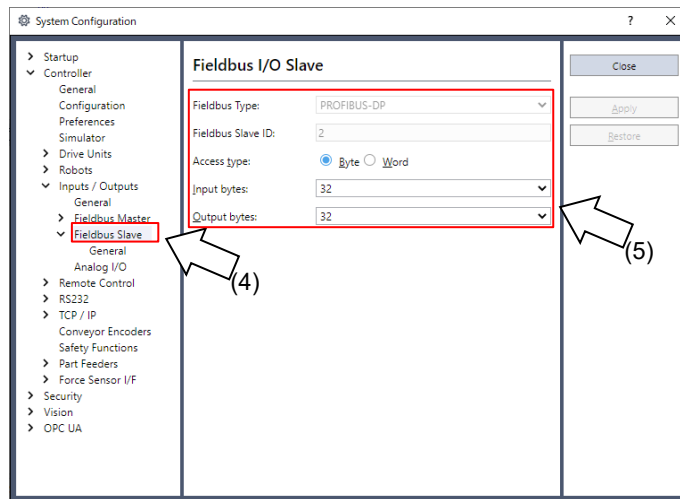 System Configuration
?
Startup
Controller
General
Configuration
Preferences
Simulator
Drive Units
Robots
Inputs / Outputs
General
Fieldbus Master
Fieldbus Slave
General
Analog I/O
Remote Control
RS232
TCP / IP
Conveyor Encoders
Safety Functions
Part Feeders
Force Sensor I/F
Security
Vision
OPC UA
(4)
Fieldbus I/O Slave
Fieldbus Type: PROFIBUS-DP
Fieldbus Slave ID: 2
Access type: Byte Word
Input bytes: 32
Output bytes: 32
(5)
Close
Apply
Restore